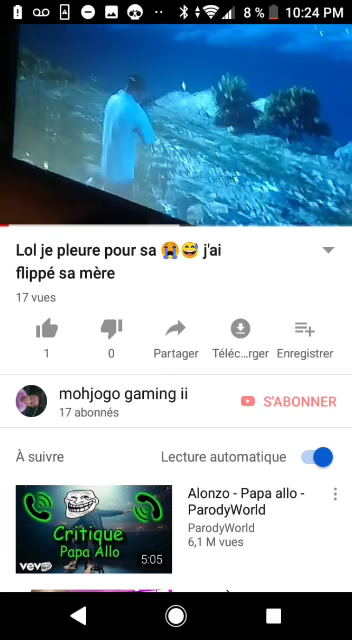 8 % 10:24 PM
Lol je pleure pour sa 😭😅 j'ai
flippé sa mère
17 vues
1 0 Partager Téléc...rger Enregistrer
mohjogo gaming ii
17 abonnés
S'ABONNER
À suivre Lecture automatique
Critique
Papa Allo
vevo
5:05
Alonzo - Papa allo -
ParodyWorld
ParodyWorld
6,1 M vues